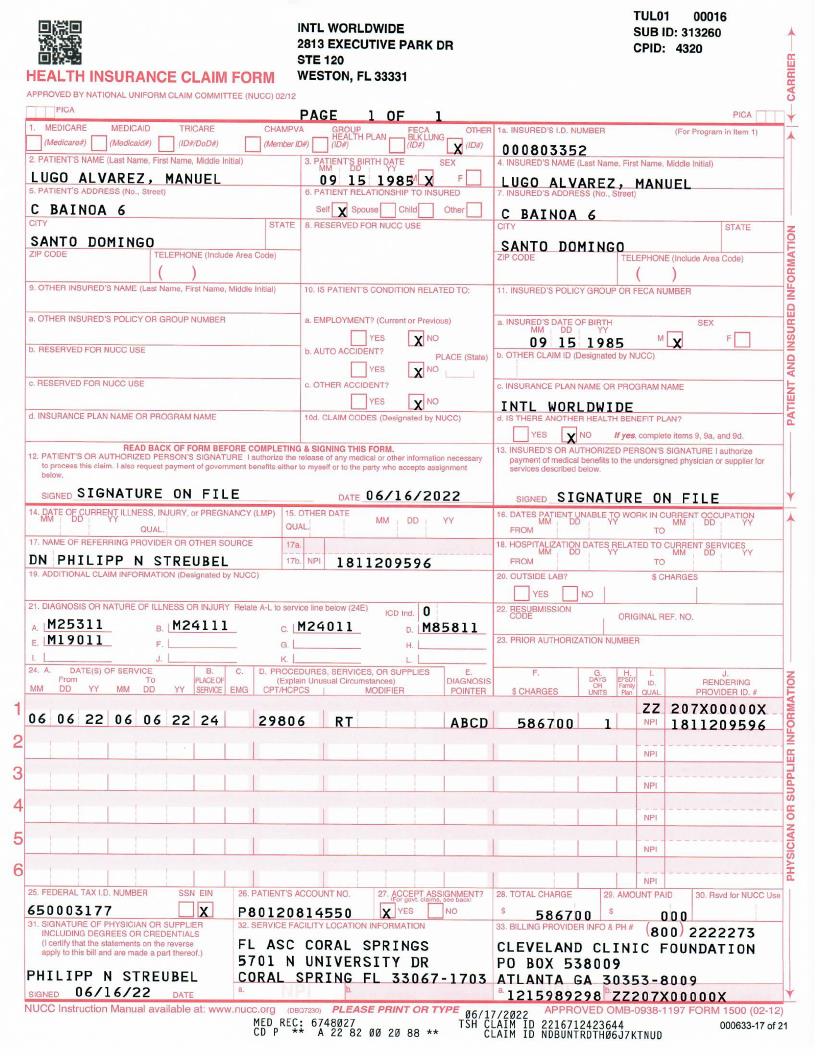 TUL01 00016
INTL WORLDWIDE
SUB ID: 313260
2813 EXECUTIVE PARK DR
CPID: 4320
STE 120
HEALTH INSURANCE CLAIM FORM
WESTON, FL 33331
CARRIER
APPROVED BY NATIONAL UNIFORM CLAIM COMMITTEE (NUCC) 02/12
PICA PAGE 1 OF 1 PICA
1. MEDICARE MEDICAID TRICARE CHAMPVA GROUP HEALTH PLAN FECA BLK LUNG OTHER 1a. INSURED'S I.D. NUMBER (For Program in Item 1)
(Medicare#) (Medicaid#) (ID#/DoD#) (Member ID#) (ID#) (ID#) X (ID#) 000803352
2. PATIENT'S NAME (Last Name, First Name, Middle Initial) 3. PATIENT'S BIRTH DATE SEX 4. INSURED'S NAME (Last Name, First Name, Middle Initial)
MM DD YY
LUGO ALVAREZ, MANUEL 09 15 1985 M X F LUGO ALVAREZ, MANUEL
5. PATIENT'S ADDRESS (No., Street) 6. PATIENT RELATIONSHIP TO INSURED 7. INSURED'S ADDRESS (No., Street)
C BAINOA 6 Self X Spouse Child Other C BAINOA 6
CITY STATE 8. RESERVED FOR NUCC USE CITY STATE
SANTO DOMINGO SANTO DOMINGO
ZIP CODE TELEPHONE (Include Area Code) ZIP CODE TELEPHONE (Include Area Code)
( ) ( )
9. OTHER INSURED'S NAME (Last Name, First Name, Middle Initial) 10. IS PATIENT'S CONDITION RELATED TO: 11. INSURED'S POLICY GROUP OR FECA NUMBER
a. OTHER INSURED'S POLICY OR GROUP NUMBER a. EMPLOYMENT? (Current or Previous) a. INSURED'S DATE OF BIRTH SEX
MM DD YY
YES X NO 09 15 1985 M X F
b. RESERVED FOR NUCC USE b. AUTO ACCIDENT? PLACE (State) b. OTHER CLAIM ID (Designated by NUCC)
YES X NO
c. RESERVED FOR NUCC USE c. OTHER ACCIDENT? c. INSURANCE PLAN NAME OR PROGRAM NAME
YES X NO INTL WORLDWIDE
d. INSURANCE PLAN NAME OR PROGRAM NAME 10d. CLAIM CODES (Designated by NUCC) d. IS THERE ANOTHER HEALTH BENEFIT PLAN?
YES X NO If yes, complete items 9, 9a, and 9d.
PATIENT AND INSURED INFORMATION
READ BACK OF FORM BEFORE COMPLETING & SIGNING THIS FORM.
12. PATIENT'S OR AUTHORIZED PERSON'S SIGNATURE I authorize the release of any medical or other information necessary
to process this claim. I also request payment of government benefits either to myself or to the party who accepts assignment
below.
SIGNED SIGNATURE ON FILE DATE 06/16/2022
13. INSURED'S OR AUTHORIZED PERSON'S SIGNATURE I authorize
payment of medical benefits to the undersigned physician or supplier for
services described below.
SIGNED SIGNATURE ON FILE
14. DATE OF CURRENT ILLNESS, INJURY, or PREGNANCY (LMP) 15. OTHER DATE 16. DATES PATIENT UNABLE TO WORK IN CURRENT OCCUPATION
MM DD YY QUAL. QUAL. MM DD YY MM DD YY MM DD YY
FROM TO
17. NAME OF REFERRING PROVIDER OR OTHER SOURCE 17a. 18. HOSPITALIZATION DATES RELATED TO CURRENT SERVICES
MM DD YY MM DD YY
DN PHILIPP N STREUBEL 17b. NPI 1811209596 FROM TO
19. ADDITIONAL CLAIM INFORMATION (Designated by NUCC) 20. OUTSIDE LAB? $ CHARGES
YES NO
21. DIAGNOSIS OR NATURE OF ILLNESS OR INJURY Relate A-L to service line below (24E) ICD Ind. 0 22. RESUBMISSION CODE ORIGINAL REF. NO.
A. M25311 B. M24111 C. M24011 D. M85811
E. M19011 F. G. H. 23. PRIOR AUTHORIZATION NUMBER
I. J. K. L.
24. A. DATE(S) OF SERVICE B. C. D. PROCEDURES, SERVICES, OR SUPPLIES E. F. G. H. I. J.
From To PLACE OF (Explain Unusual Circumstances) DIAGNOSIS DAYS OR UNITS EPSDT Family Plan ID. RENDERING
MM DD YY MM DD YY SERVICE EMG CPT/HCPCS MODIFIER POINTER $ CHARGES QUAL. PROVIDER ID. #
1 ZZ 207X00000X
06 06 22 06 06 22 24 29806 RT ABCD 586700 1 NPI 1811209596
2 NPI
3 NPI
4 NPI
5 NPI
6 NPI
PHYSICIAN OR SUPPLIER INFORMATION
25. FEDERAL TAX I.D. NUMBER SSN EIN 26. PATIENT'S ACCOUNT NO. 27. ACCEPT ASSIGNMENT? 28. TOTAL CHARGE 29. AMOUNT PAID 30. Rsvd for NUCC Use
(For govt. claims, see back)
650003177 X P80120814550 X YES NO $ 586700 $ 000
31. SIGNATURE OF PHYSICIAN OR SUPPLIER
INCLUDING DEGREES OR CREDENTIALS
(I certify that the statements on the reverse
apply to this bill and are made a part thereof.)
PHILIPP N STREUBEL
SIGNED 06/16/22 DATE
32. SERVICE FACILITY LOCATION INFORMATION
FL ASC CORAL SPRINGS
5701 N UNIVERSITY DR
CORAL SPRING FL 33067-1703
a. NPI b.
33. BILLING PROVIDER INFO & PH # (800) 2222273
CLEVELAND CLINIC FOUNDATION
PO BOX 538009
ATLANTA GA 30353-8009
a. 1215989298 b. ZZ207X00000X
NUCC Instruction Manual available at: www.nucc.org (DBC7230) PLEASE PRINT OR TYPE APPROVED OMB-0938-1197 FORM 1500 (02-12)
06/17/2022
MED REC: 6748027 TSH CLAIM ID 2216712423644 000633-17 of 21
CD P ** A 22 82 00 20 88 ** CLAIM ID NDBUNTRDTH06J7KTNUD